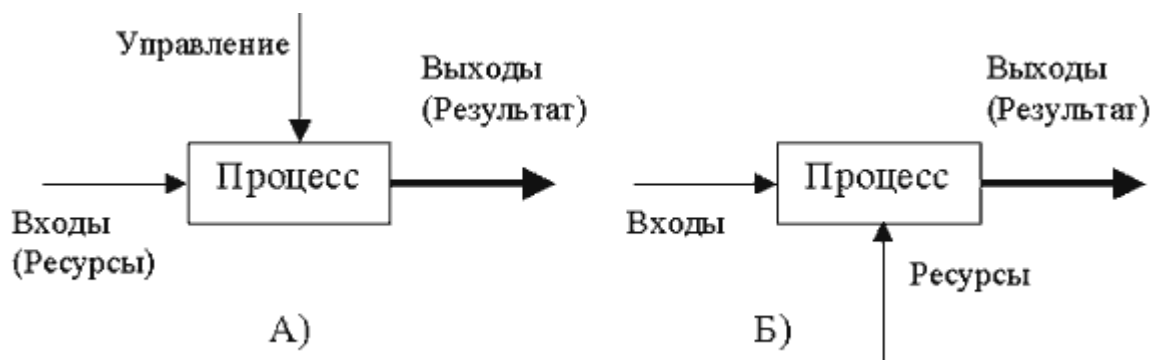 Управление
Выходы
(Результат)
Процесс
Входы
(Ресурсы)
А)
Выходы
(Результат)
Процесс
Входы
Ресурсы
Б)